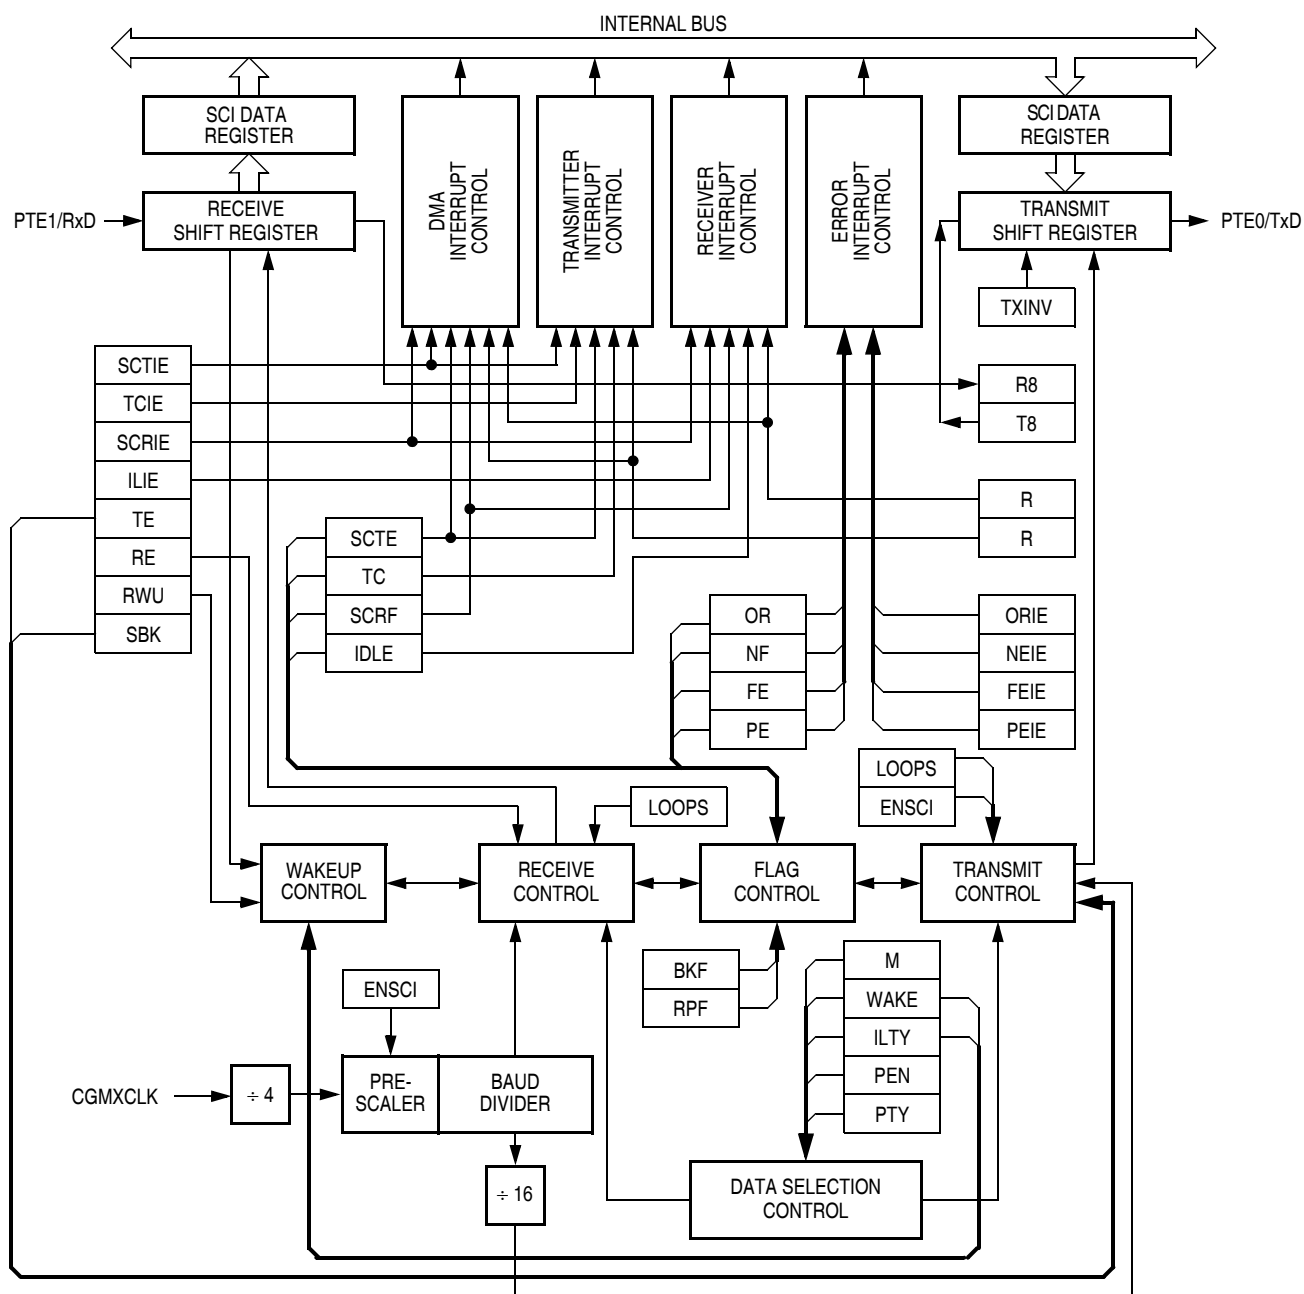 INTERNAL BUS
SCI DATA
REGISTER
DMA
INTERRUPT
CONTROL
TRANSMITTER
INTERRUPT
CONTROL
RECEIVER
INTERRUPT
CONTROL
ERROR
INTERRUPT
CONTROL
SCI DATA
REGISTER
PTE1/RxD
RECEIVE
SHIFT REGISTER
TRANSMIT
SHIFT REGISTER
PTE0/TxD
TXINV
SCTIE
TCIE
SCRIE
ILIE
TE
RE
RWU
SBK
R8
T8
R
R
SCTE
TC
SCRF
IDLE
OR
NF
FE
PE
ORIE
NEIE
FEIE
PEIE
LOOPS
ENSCI
LOOPS
WAKEUP
CONTROL
RECEIVE
CONTROL
FLAG
CONTROL
TRANSMIT
CONTROL
BKF
RPF
M
WAKE
ILTY
PEN
PTY
ENSCI
CGMXCLK
÷ 4
PRE-
SCALER
BAUD
DIVIDER
÷ 16
DATA SELECTION
CONTROL